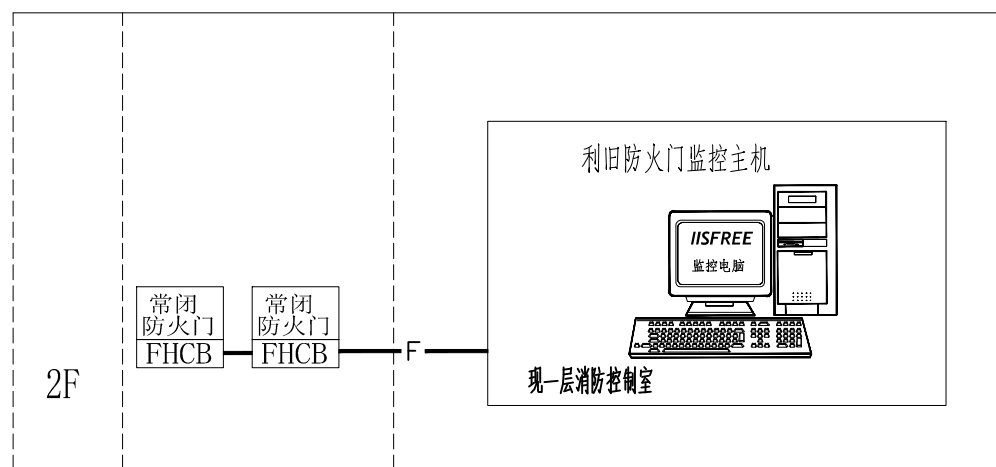 利旧防火门监控主机
IISFREE
监控电脑
常闭
防火门
FHCB
常闭
防火门
FHCB
F
2F
现一层消防控制室